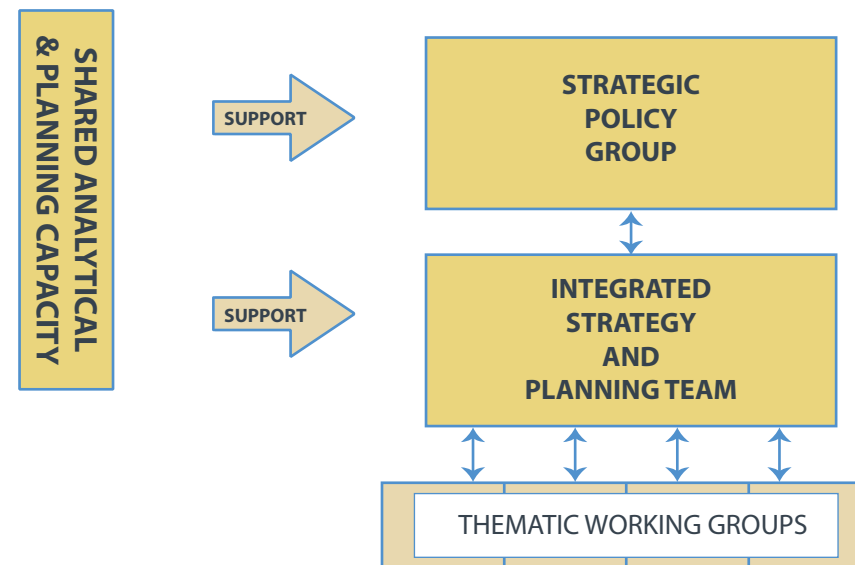 SHARED ANALYTICAL
& PLANNING CAPACITY
SUPPORT
STRATEGIC
POLICY
GROUP
SUPPORT
INTEGRATED
STRATEGY
AND
PLANNING TEAM
THEMATIC WORKING GROUPS